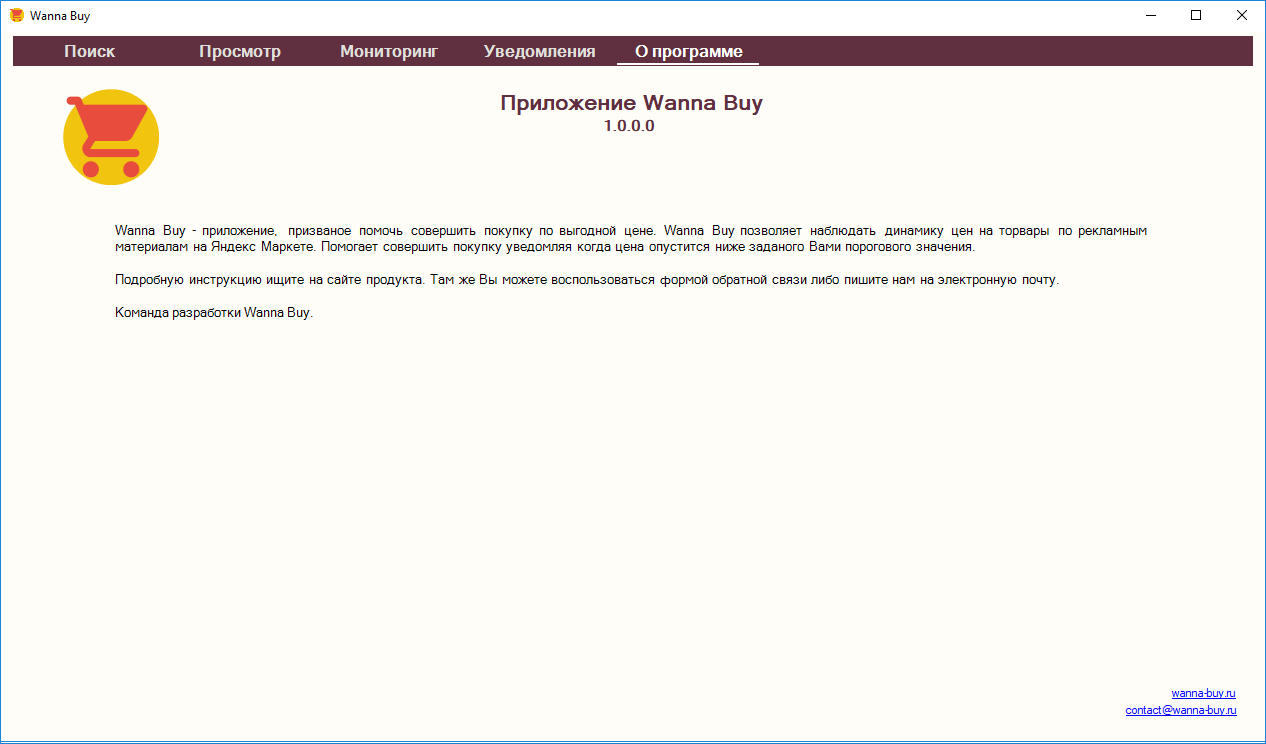 Wanna Buy
Поиск Просмотр Мониторинг Уведомления О программе
Приложение Wanna Buy
1.0.0.0
Wanna Buy - приложение, призваное помочь совершить покупку по выгодной цене. Wanna Buy позволяет наблюдать динамику цен на торвары по рекламным
материалам на Яндекс Маркете. Помогает совершить покупку уведомляя когда цена опустится ниже заданого Вами порогового значения.
Подробную инструкцию ищите на сайте продукта. Там же Вы можете воспользоваться формой обратной связи либо пишите нам на электронную почту.
Команда разработки Wanna Buy.
wanna-buy.ru
contact@wanna-buy.ru